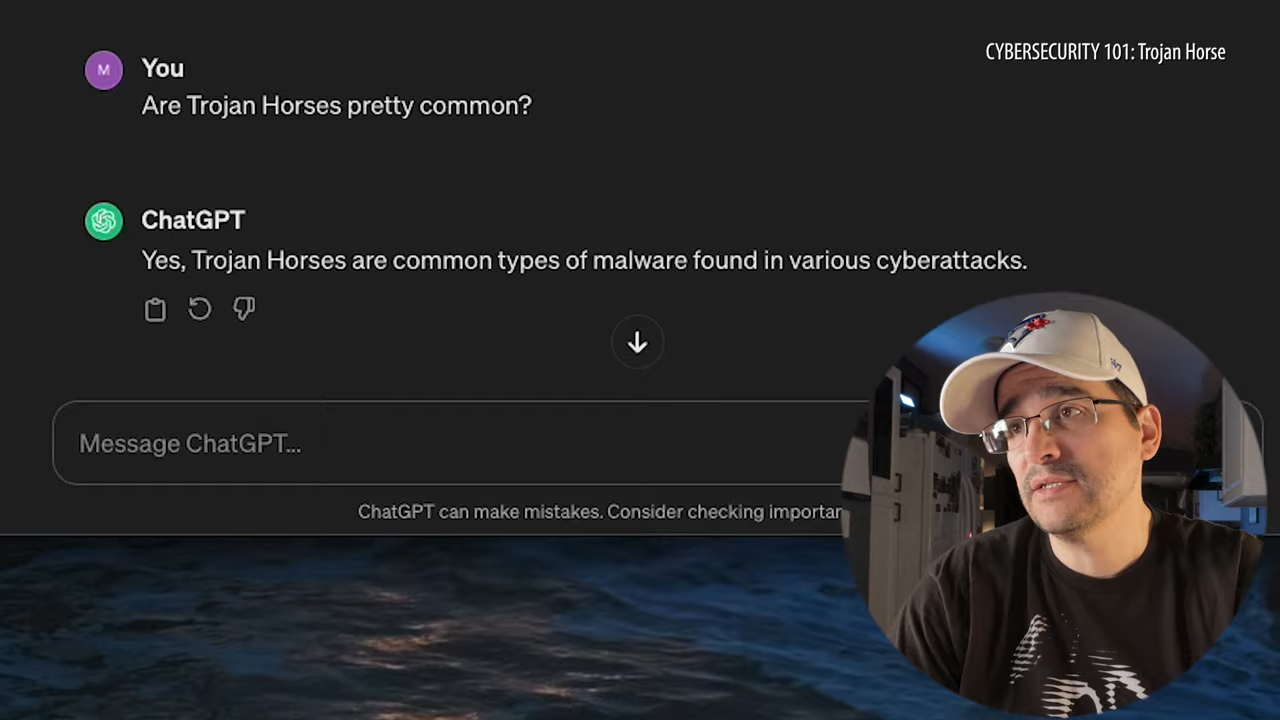 CYBERSECURITY 101: Trojan Horse
M
You
Are Trojan Horses pretty common?
ChatGPT
Yes, Trojan Horses are common types of malware found in various cyberattacks.
Message ChatGPT...
ChatGPT can make mistakes. Consider checking importan